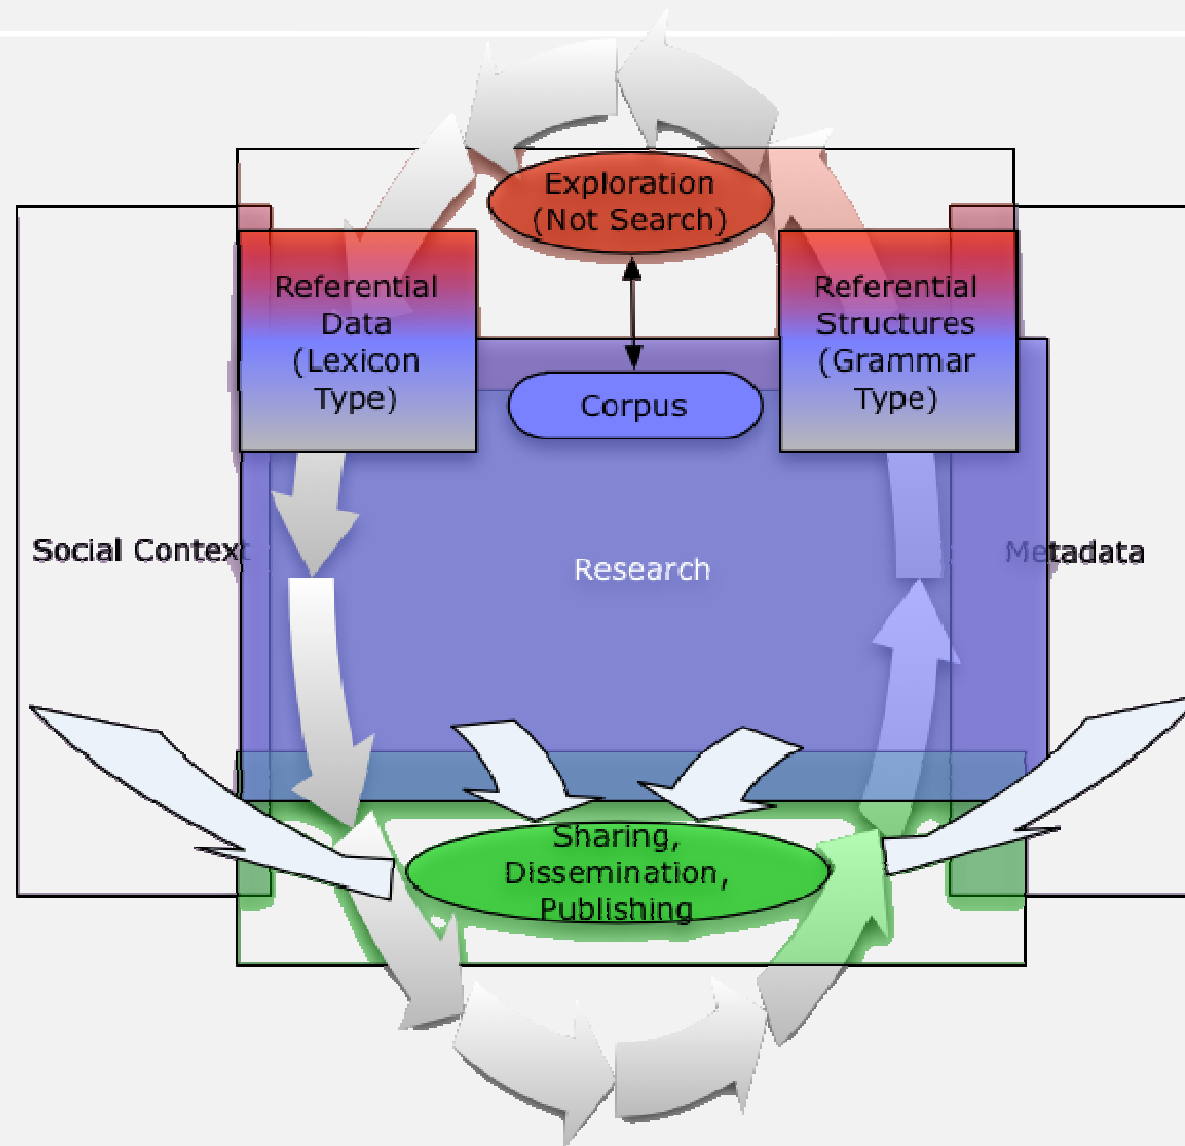 Exploration
(Not Search)
Referential
Data
(Lexicon
Type)
Referential
Structures
(Grammar
Type)
Corpus
Social Context
Research
Metadata
Sharing,
Dissemination,
Publishing